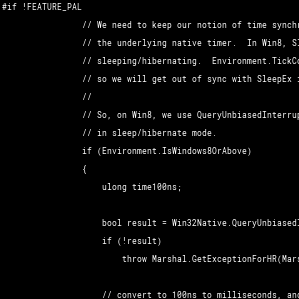 #if !FEATURE_PAL
// We need to keep our notion of time synchr
// the underlying native timer. In Win8, Sl
// sleeping/hibernating. Environment.TickCo
// so we will get out of sync with SleepEx i
//
// So, on Win8, we use QueryUnbiasedInterrup
// in sleep/hibernate mode.
if (Environment.IsWindows8OrAbove)
{
ulong time100ns;
bool result = Win32Native.QueryUnbiasedI
if (!result)
throw Marshal.GetExceptionForHR(Mars
// convert to 100ns to milliseconds, and